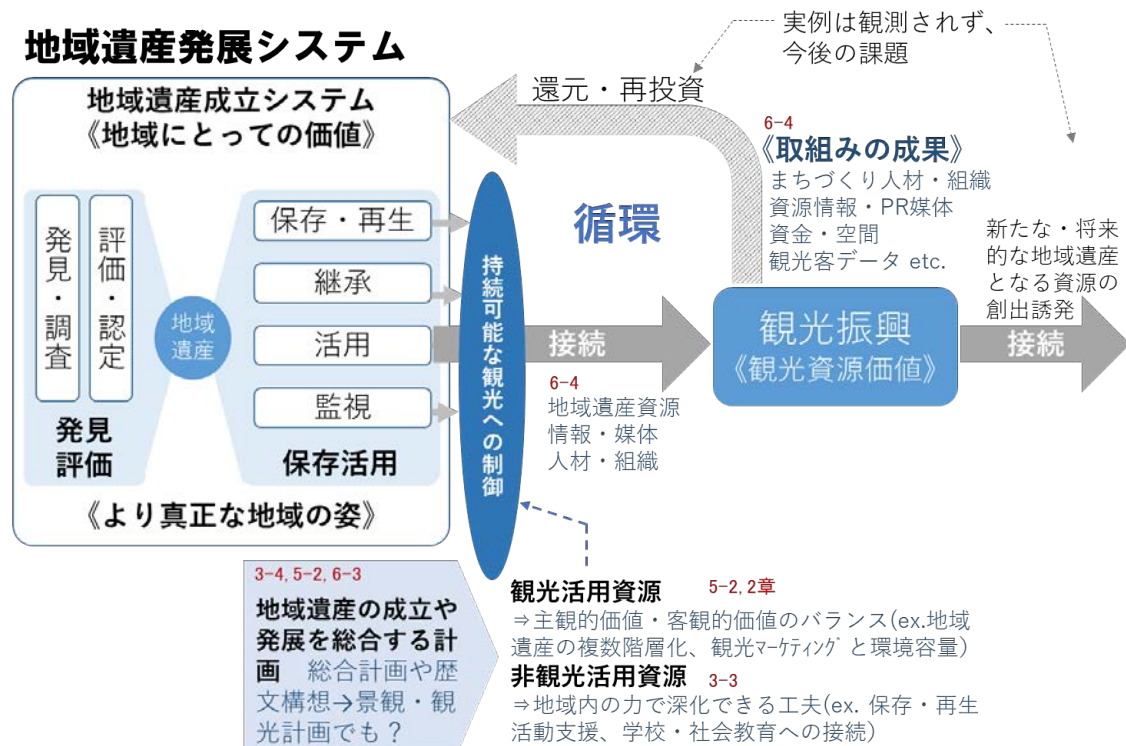 地域遺産発展システム
実例は観測されず、
今後の課題
地域遺産成立システム
《地域にとっての価値》
還元・再投資
6-4
《取組みの成果》
まちづくり人材・組織
資源情報・PR媒体
資金・空間
観光客データ etc.
循環
発見・調査
評価・認定
地域
遺産
保存・再生
継承
活用
監視
発見
評価
保存活用
《より真正な地域の姿》
持続可能な観光への制御
接続
6-4
地域遺産資源
情報・媒体
人材・組織
観光振興
《観光資源価値》
新たな・将来
的な地域遺産
となる資源の
創出誘発
接続
3-4, 5-2, 6-3
地域遺産の成立や
発展を総合する計
画　総合計画や歴
文構想→景観・観
光計画でも？
観光活用資源 5-2, 2章
⇒主観的価値・客観的価値のバランス(ex.地域
遺産の複数階層化、観光ﾏｰｹﾃｨﾝｸﾞと環境容量)
非観光活用資源 3-3
⇒地域内の力で深化できる工夫(ex. 保存・再生
活動支援、学校・社会教育への接続)